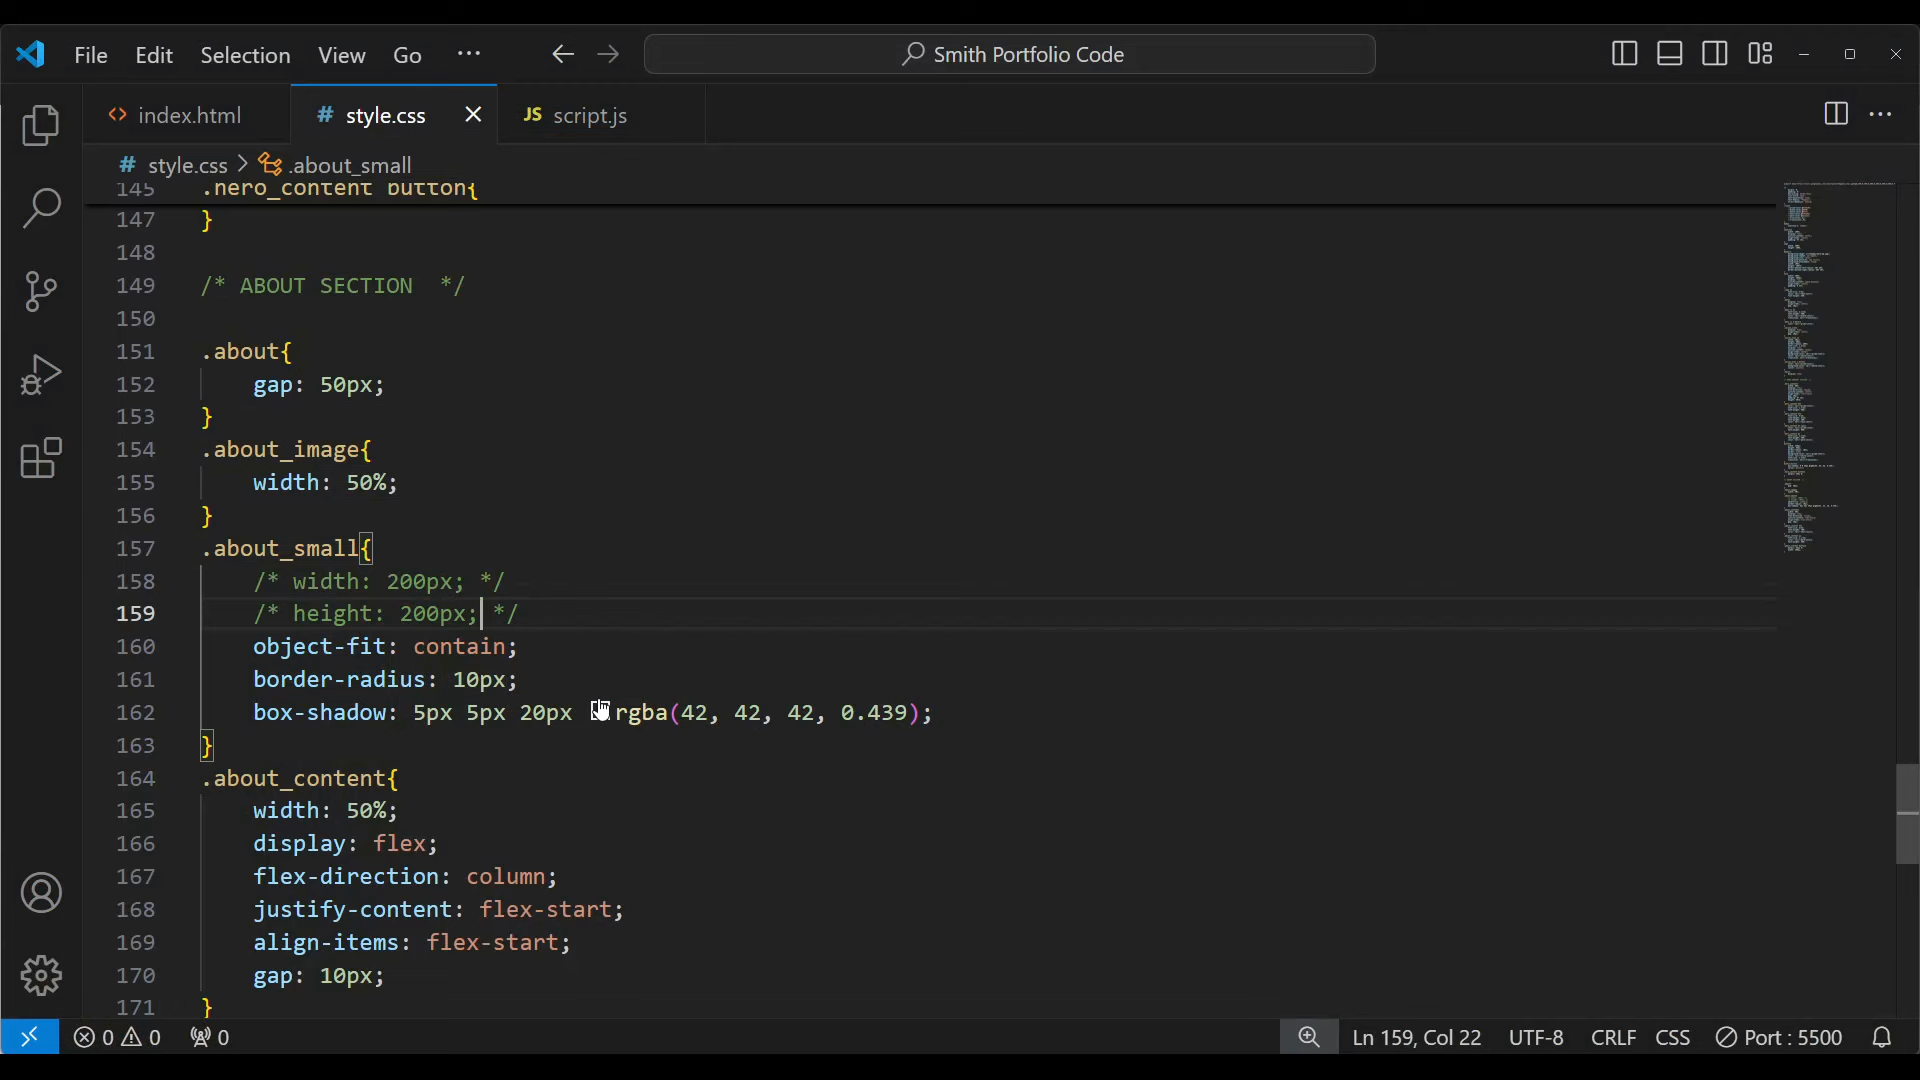 File Edit Selection View Go ··· Smith Portfolio Code
index.html # style.css JS script.js ···
# style.css > .about_small
145 .hero_content button{
147 }
148
149 /* ABOUT SECTION  */
150
151 .about{
152 gap: 50px;
153 }
154 .about_image{
155 width: 50%;
156 }
157 .about_small{
158 /* width: 200px; */
159 /* height: 200px; */
160 object-fit: contain;
161 border-radius: 10px;
162 box-shadow: 5px 5px 20px rgba(42, 42, 42, 0.439);
163 }
164 .about_content{
165 width: 50%;
166 display: flex;
167 flex-direction: column;
168 justify-content: flex-start;
169 align-items: flex-start;
170 gap: 10px;
171 }
0 0 0 Ln 159, Col 22 UTF-8 CRLF CSS Port : 5500